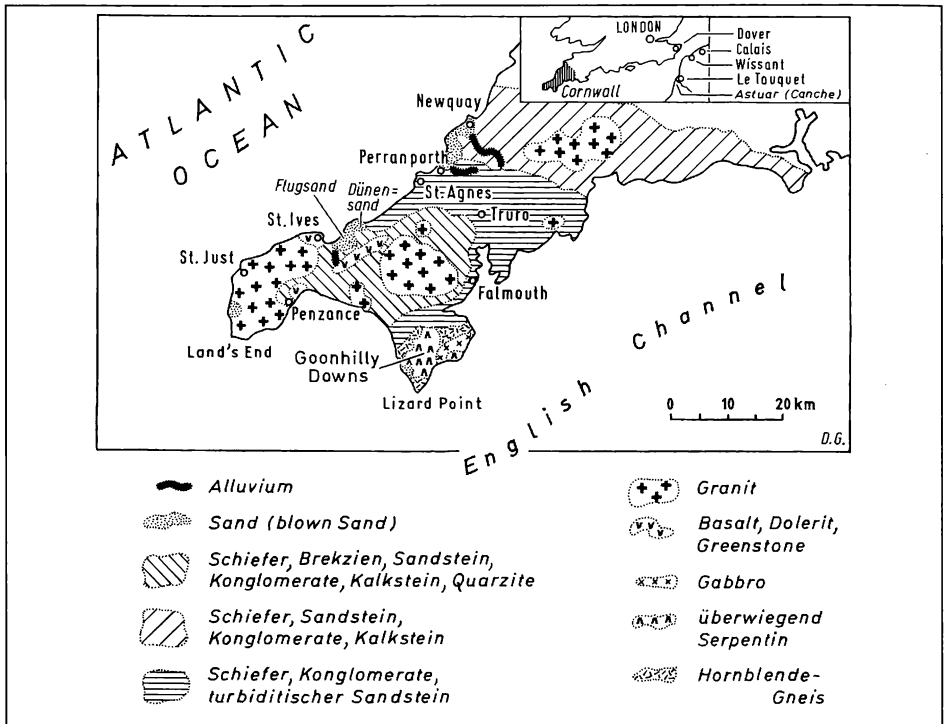 ATLANTIC
OCEAN
LONDON
Dover
Calais
Wissant
Le Touquet
Astuar (Canche)
Cornwall
Newquay
Perranporth
St.Agnes
Flugsand
Dünen=
sand
Truro
St.Ives
St. Just
Falmouth
Penzance
Land's End
Goonhilly
Downs
Lizard Point
English Channel
0 10 20 km
D.G.
Alluvium
Sand (blown Sand)
Schiefer, Brekzien, Sandstein,
Konglomerate, Kalkstein, Quarzite
Schiefer, Sandstein,
Konglomerate, Kalkstein
Schiefer, Konglomerate,
turbiditischer Sandstein
Granit
Basalt, Dolerit,
Greenstone
Gabbro
überwiegend
Serpentin
Hornblende-
Gneis